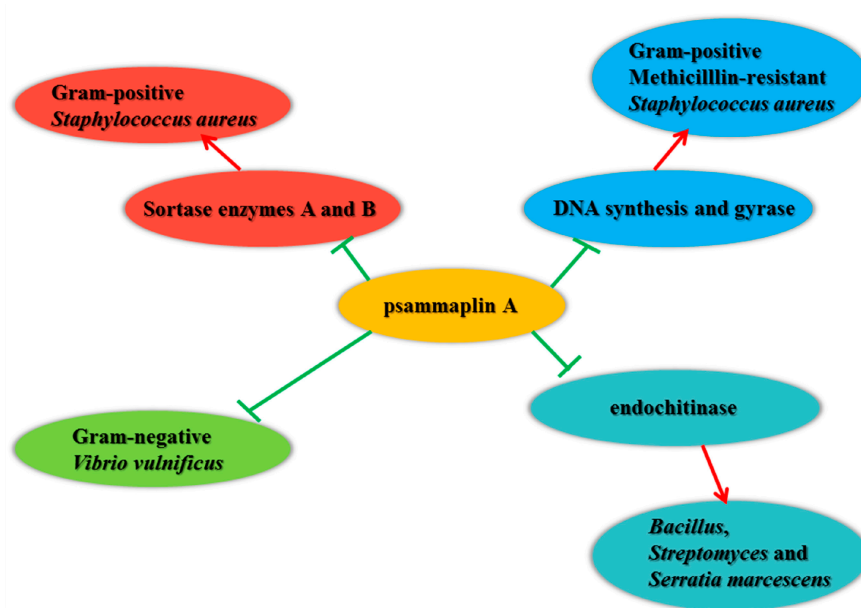 Gram-positive
Staphylococcus aureus
Gram-positive
Methicilllin-resistant
Staphylococcus aureus
Sortase enzymes A and B
DNA synthesis and gyrase
psammaplin A
Gram-negative
Vibrio vulnificus
endochitinase
Bacillus,
Streptomyces and
Serratia marcescens